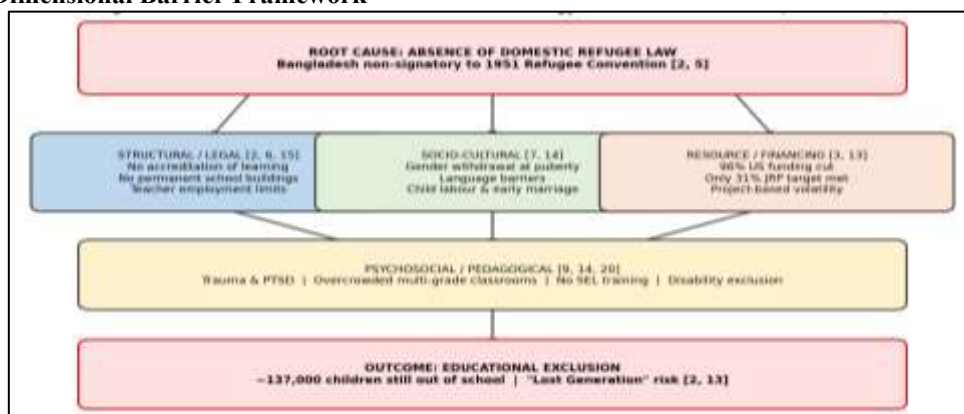 Dimensional Barrier Framework
ROOT CAUSE: ABSENCE OF DOMESTIC REFUGEE LAW
Bangladesh non-signatory to 1951 Refugee Convention [2, 5]
STRUCTURAL / LEGAL [2, 6, 15]
No accreditation of learning
No permanent school buildings
Teacher employment limits
SOCIO-CULTURAL [7, 14]
Gender withdrawal at puberty
Language barriers
Child labour & early marriage
RESOURCE / FINANCING [3, 13]
96% US funding cut
Only 31% JRP target met
Project-based volatility
PSYCHOSOCIAL / PEDAGOGICAL [9, 14, 20]
Trauma & PTSD | Overcrowded multi-grade classrooms | No SEL training | Disability exclusion
OUTCOME: EDUCATIONAL EXCLUSION
~137,000 children still out of school | "Lost Generation" risk [2, 13]